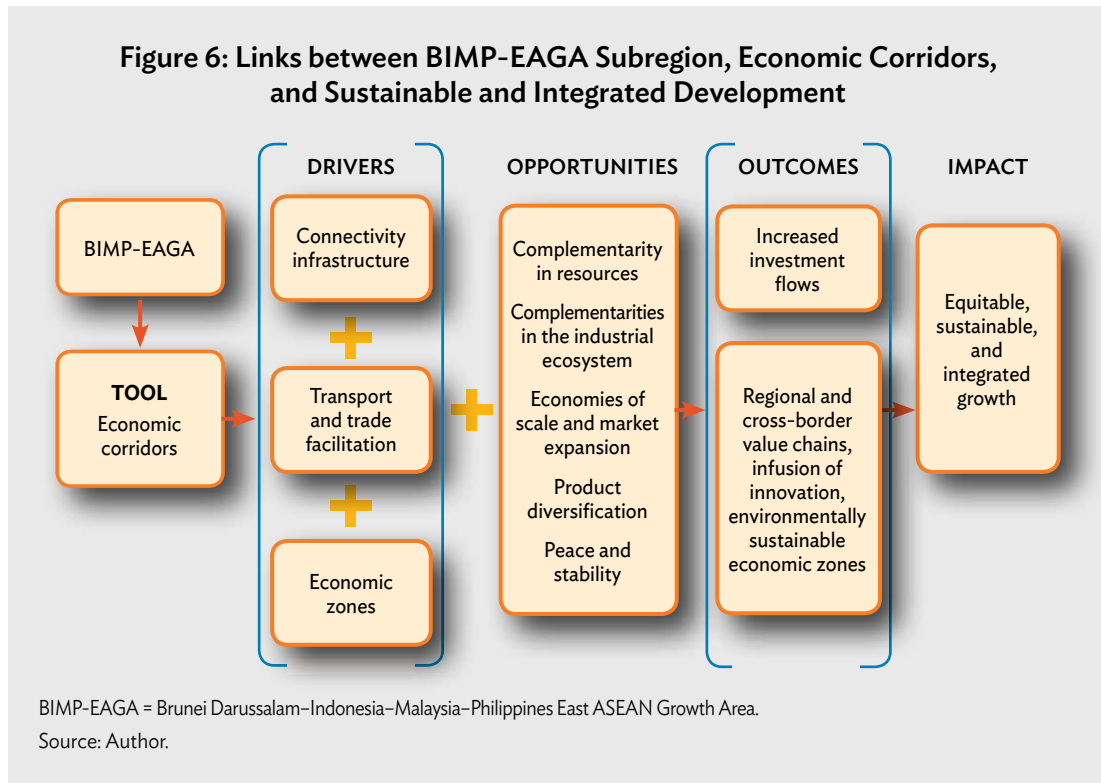 Figure 6: Links between BIMP-EAGA Subregion, Economic Corridors,
and Sustainable and Integrated Development
BIMP-EAGA
TOOL
Economic
corridors
DRIVERS
Connectivity
infrastructure
+
Transport
and trade
facilitation
+
Economic
zones
+
OPPORTUNITIES
Complementarity
in resources
Complementarities
in the industrial
ecosystem
Economies of
scale and market
expansion
Product
diversification
Peace and
stability
OUTCOMES
Increased
investment
flows
Regional and
cross-border
value chains,
infusion of
innovation,
environmentally
sustainable
economic zones
IMPACT
Equitable,
sustainable,
and
integrated
growth
BIMP-EAGA = Brunei Darussalam–Indonesia–Malaysia–Philippines East ASEAN Growth Area.
Source: Author.